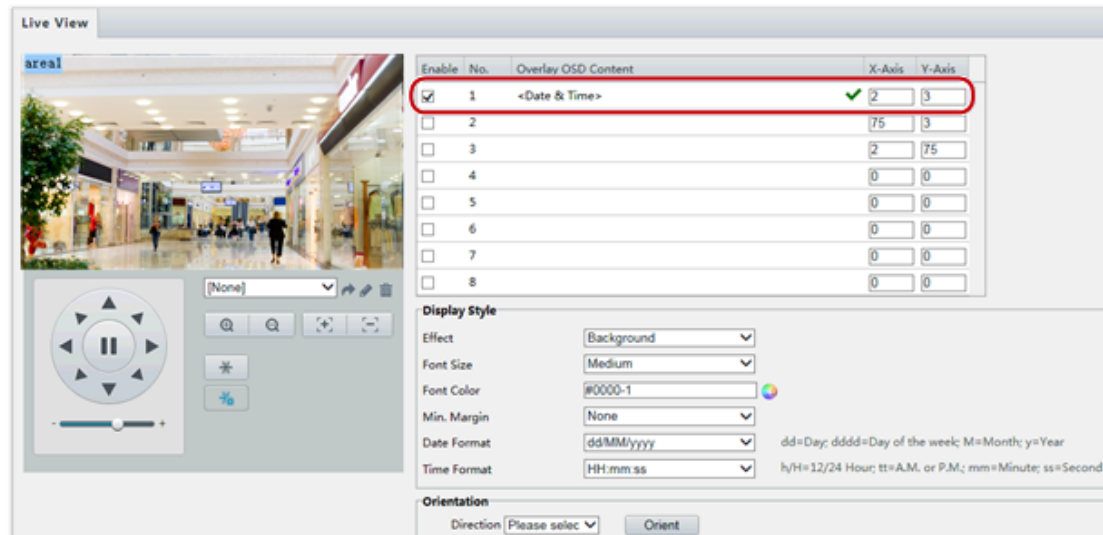 Live View
area1
Enable No. Overlay OSD Content X-Axis Y-Axis
1 <Date & Time> 2 3
2 75 3
3 2 75
4 0 0
5 0 0
6 0 0
7 0 0
8 0 0
[None]
- +
Display Style
Effect Background
Font Size Medium
Font Color #0000-1
Min. Margin None
Date Format dd/MM/yyyy dd=Day; dddd=Day of the week; M=Month; y=Year
Time Format HH:mm:ss h/H=12/24 Hour; tt=A.M. or P.M.; mm=Minute; ss=Second
Orientation
Direction Please selec Orient